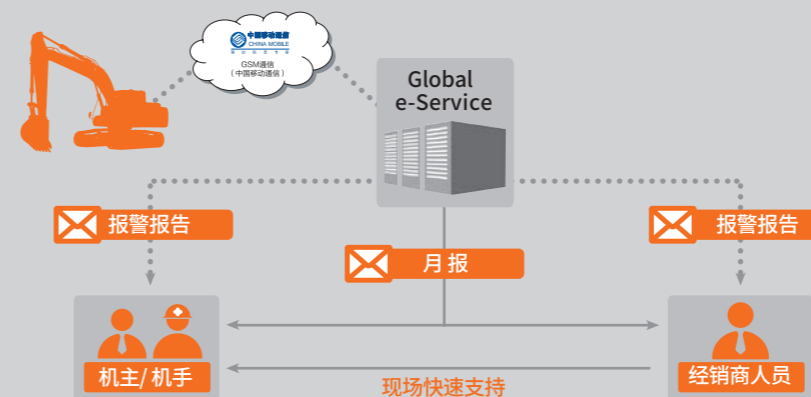 中国移动通信
CHINA MOBILE
GSM通信
(中国移动通信)
Global
e-Service
报警报告
报警报告
月报
机主/机手
经销商人员
现场快速支持